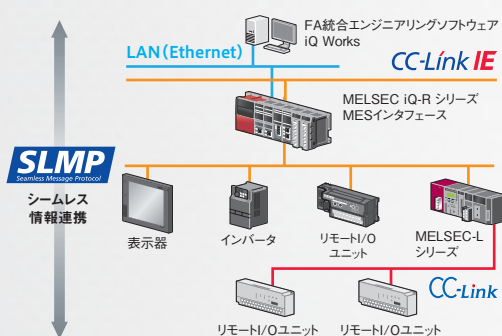 FA統合エンジニアリングソフトウェア
iQ Works
LAN(Ethernet)
CC-Link IE
MELSEC iQ-R シリーズ
MESインタフェース
SLMP
Seamless Message Protocol
シームレス
情報連携
表示器
インバータ
リモートI/O
ユニット
MELSEC-L
シリーズ
CC-Link
リモートI/Oユニット
リモートI/Oユニット